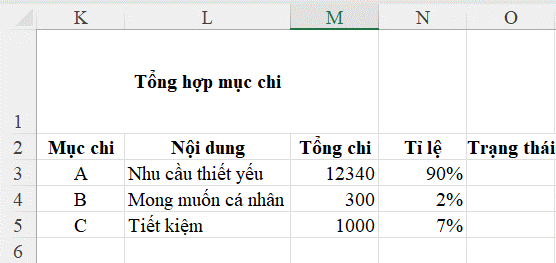 K L M N O
1 Tổng hợp mục chi
2 Mục chi Nội dung Tổng chi Tỉ lệ Trạng thái
3 A Nhu cầu thiết yếu 12340 90%
4 B Mong muốn cá nhân 300 2%
5 C Tiết kiệm 1000 7%
6